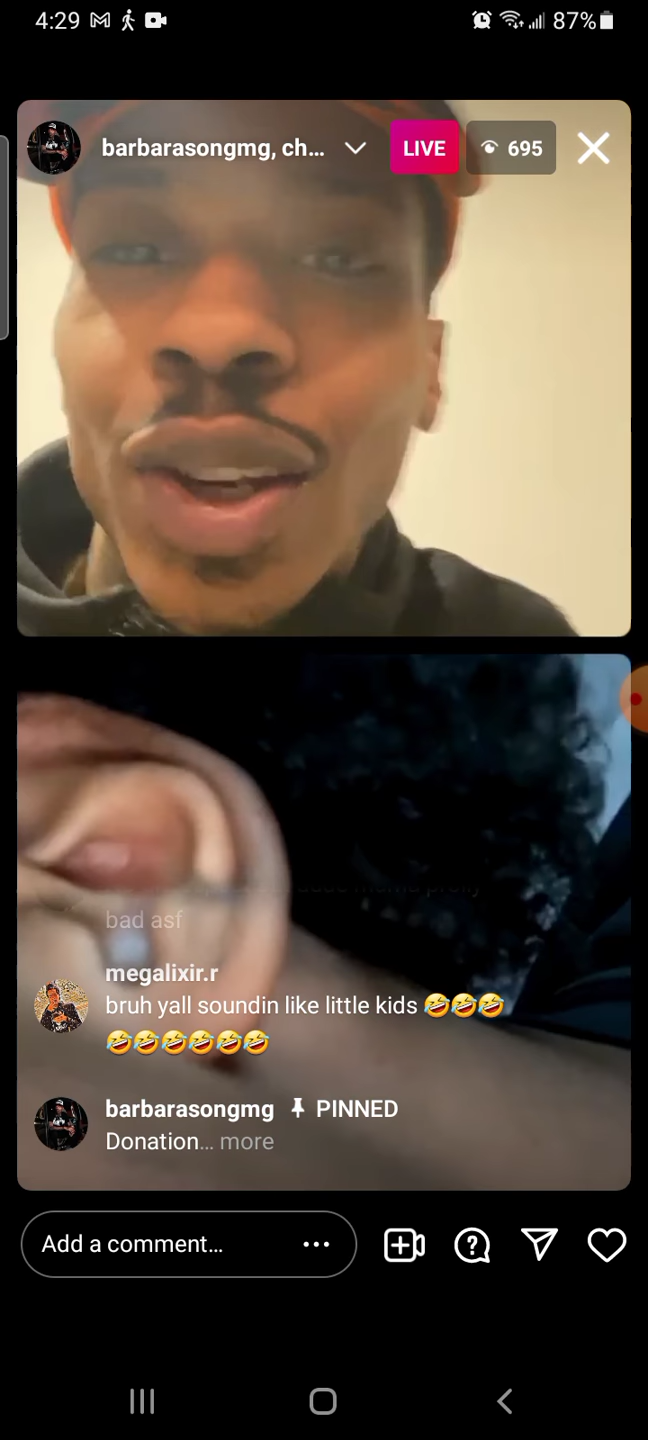 4:29
87%
barbarasongmg, ch...
LIVE
695
bad asf
megalixir.r
bruh yall soundin like little kids 🤣🤣🤣
🤣🤣🤣🤣🤣🤣
barbarasongmg PINNED
Donation... more
Add a comment...